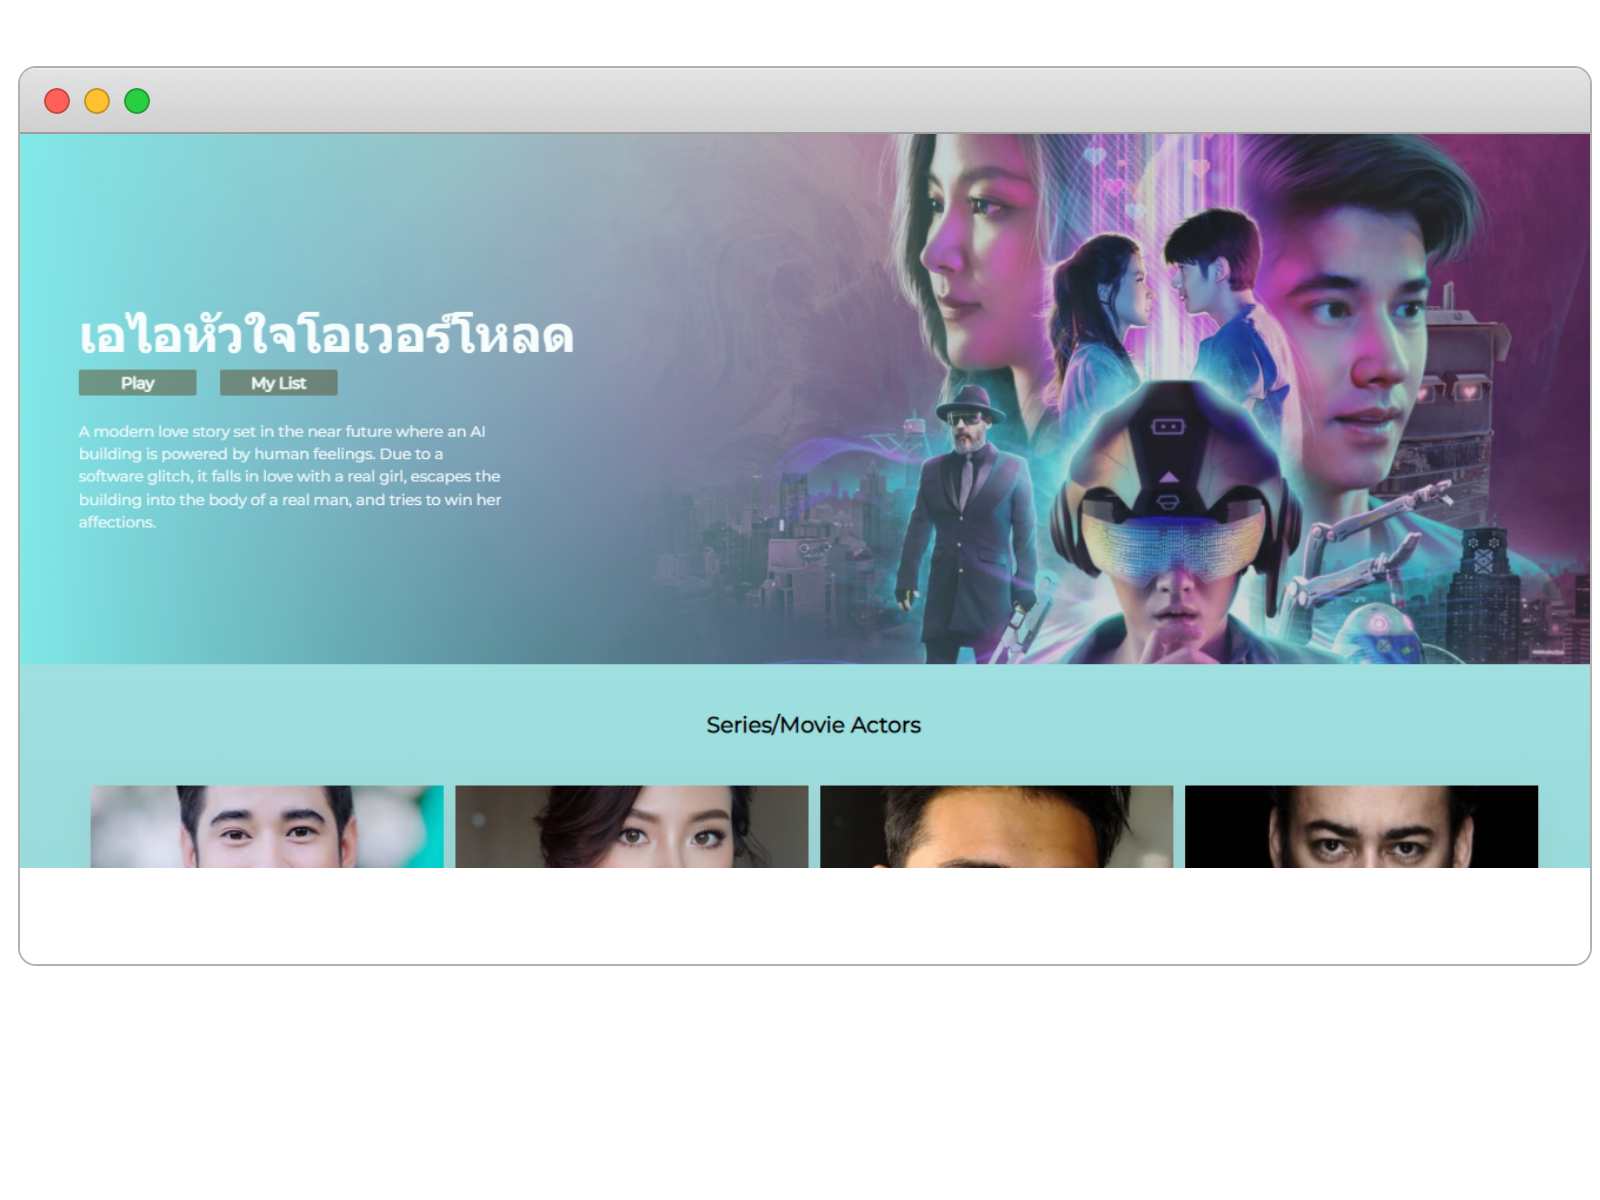 เอไอหัวใจโอเวอร์โหลด
Play
My List
A modern love story set in the near future where an AI
building is powered by human feelings. Due to a
software glitch, it falls in love with a real girl, escapes the
building into the body of a real man, and tries to win her
affections.
Series/Movie Actors